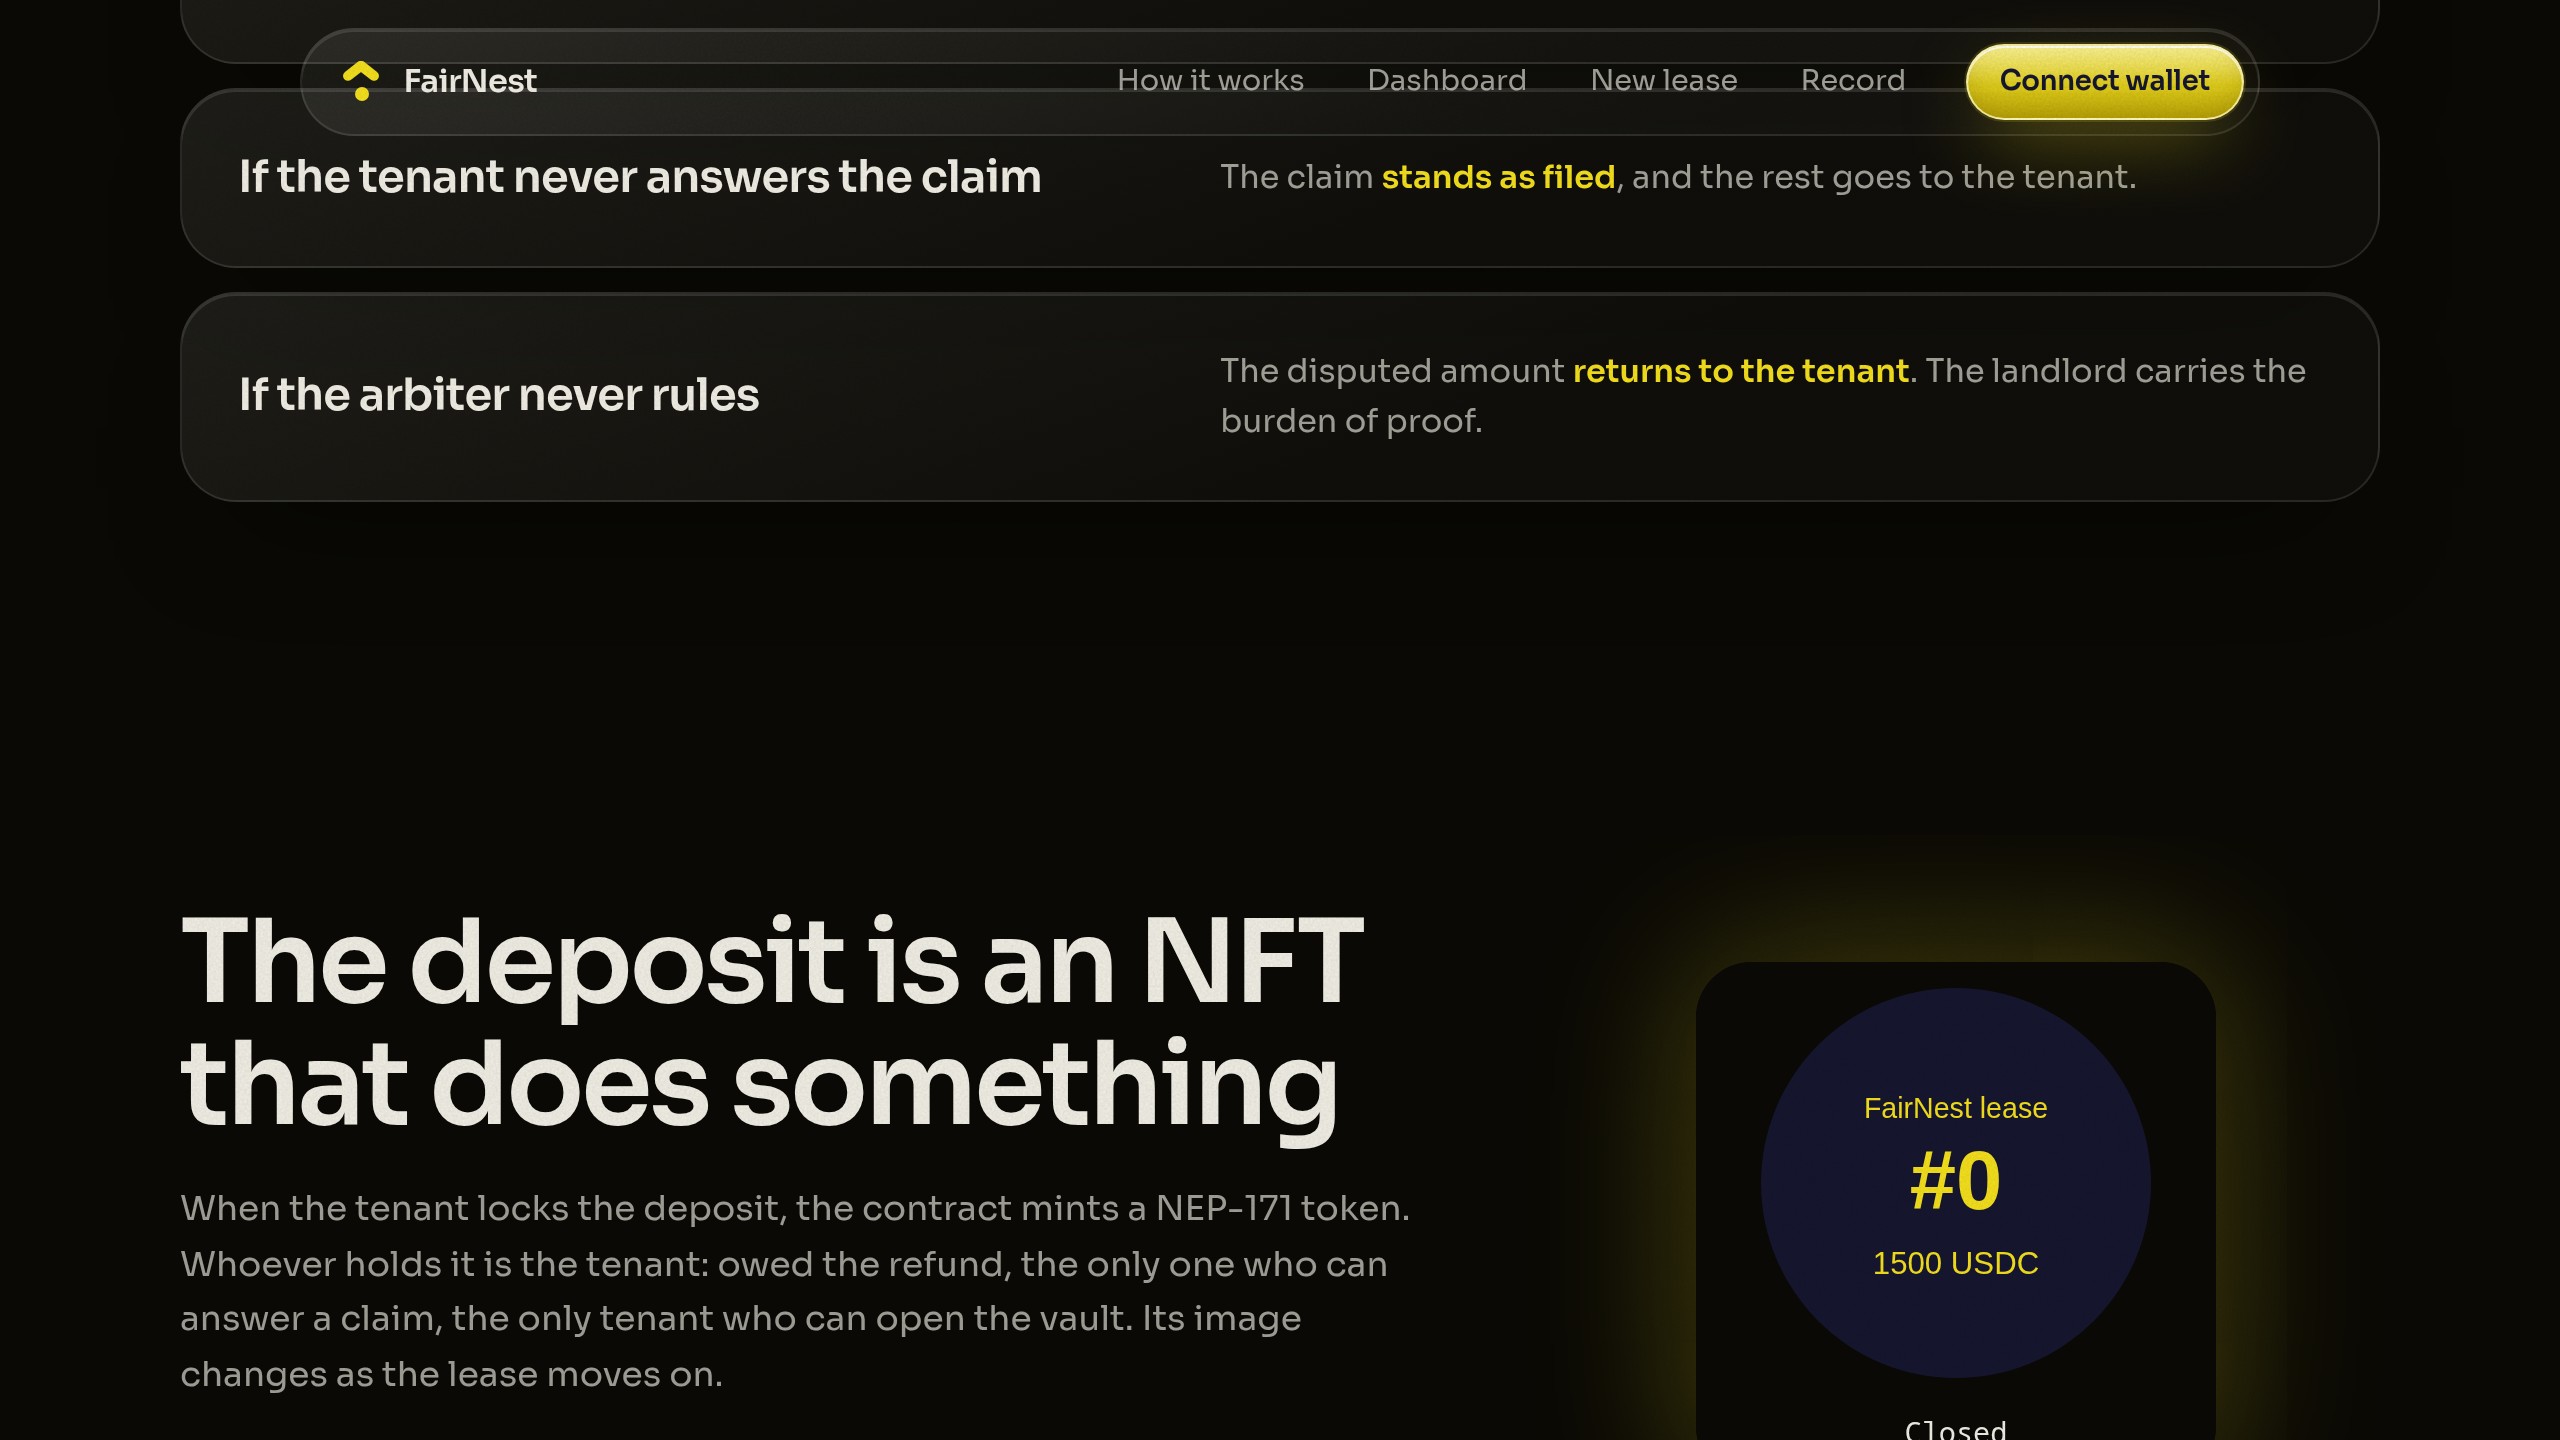 FairNest
How it works
Dashboard
New lease
Record
Connect wallet
If the tenant never answers the claim
The claim stands as filed, and the rest goes to the tenant.
If the arbiter never rules
The disputed amount returns to the tenant. The landlord carries the
burden of proof.
The deposit is an NFT
that does something
When the tenant locks the deposit, the contract mints a NEP-171 token.
Whoever holds it is the tenant: owed the refund, the only one who can
answer a claim, the only tenant who can open the vault. Its image
changes as the lease moves on.
FairNest lease
#0
1500 USDC
Closed